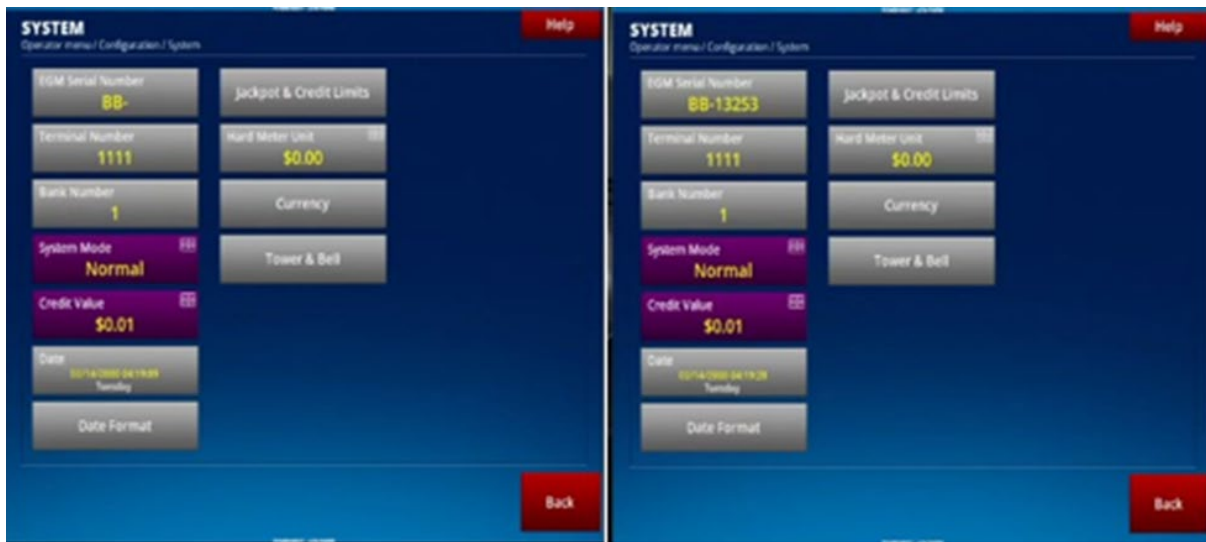 SYSTEM
Help
Operator menu / Configuration / System
EGM Serial Number
BB-
Jackpot & Credit Limits
Terminal Number
1111
Hard Meter Unit
$0.00
Bank Number
1
Currency
System Mode
Normal
Tower & Bell
Credit Value
$0.01
Date
Tuesday
Date Format
Back
SYSTEM
Help
Operator menu / Configuration / System
EGM Serial Number
BB-13253
Jackpot & Credit Limits
Terminal Number
1111
Hard Meter Unit
$0.00
Bank Number
1
Currency
System Mode
Normal
Tower & Bell
Credit Value
$0.01
Date
Tuesday
Date Format
Back